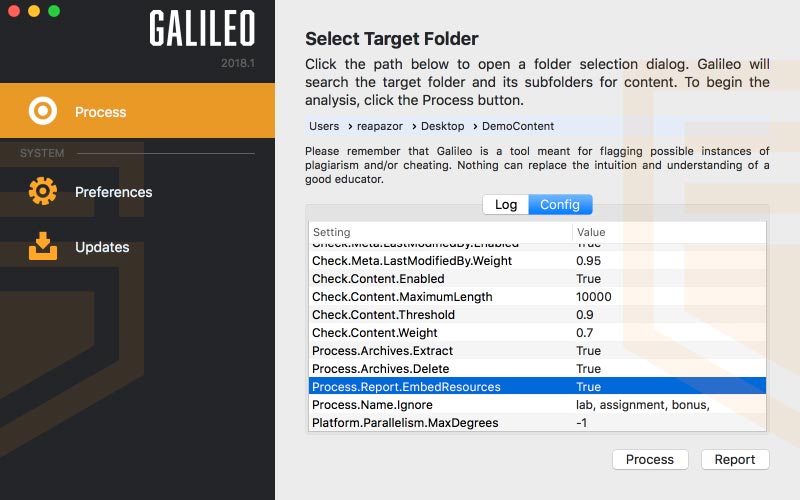 GALILEO
2018.1
Process
SYSTEM
Preferences
Updates
Select Target Folder
Click the path below to open a folder selection dialog. Galileo will
search the target folder and its subfolders for content. To begin the
analysis, click the Process button.
Users › reapazor › Desktop › DemoContent
Please remember that Galileo is a tool meant for flagging possible instances of
plagiarism and/or cheating. Nothing can replace the intuition and understanding of a
good educator.
Log Config
Setting Value
Check.Meta.LastModifiedBy.Enabled True
Check.Meta.LastModifiedBy.Weight 0.95
Check.Content.Enabled True
Check.Content.MaximumLength 10000
Check.Content.Threshold 0.9
Check.Content.Weight 0.7
Process.Archives.Extract True
Process.Archives.Delete True
Process.Report.EmbedResources True
Process.Name.Ignore lab, assignment, bonus,
Platform.Parallelism.MaxDegrees -1
Process Report